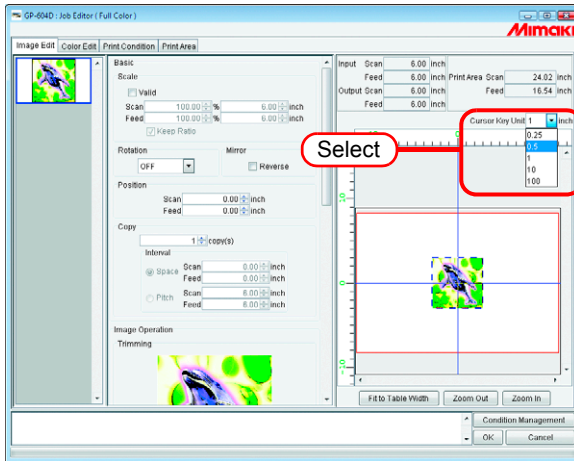 GP-604D : Job Editor ( Full Color )
Mimaki
Image Edit Color Edit Print Condition Print Area
Basic
Scale
Valid
Scan 100.00 % 6.00 inch
Feed 100.00 % 6.00 inch
Keep Ratio
Rotation Mirror
OFF Reverse
Position
Scan 0.00 inch
Feed 0.00 inch
Copy
1 copy(s)
Interval
Space Scan 0.00 inch
Feed 0.00 inch
Pitch Scan 6.00 inch
Feed 6.00 inch
Image Operation
Trimming
Input Scan 6.00 inch
Feed 6.00 inch Print Area Scan 24.02 inch
Output Scan 6.00 inch Feed 16.54 inch
Feed 6.00 inch
Cursor Key Unit 1 inch
0.25
0.5
1
10
100
Select
0
10
0
-10
Fit to Table Width Zoom Out Zoom In
Condition Management
OK Cancel